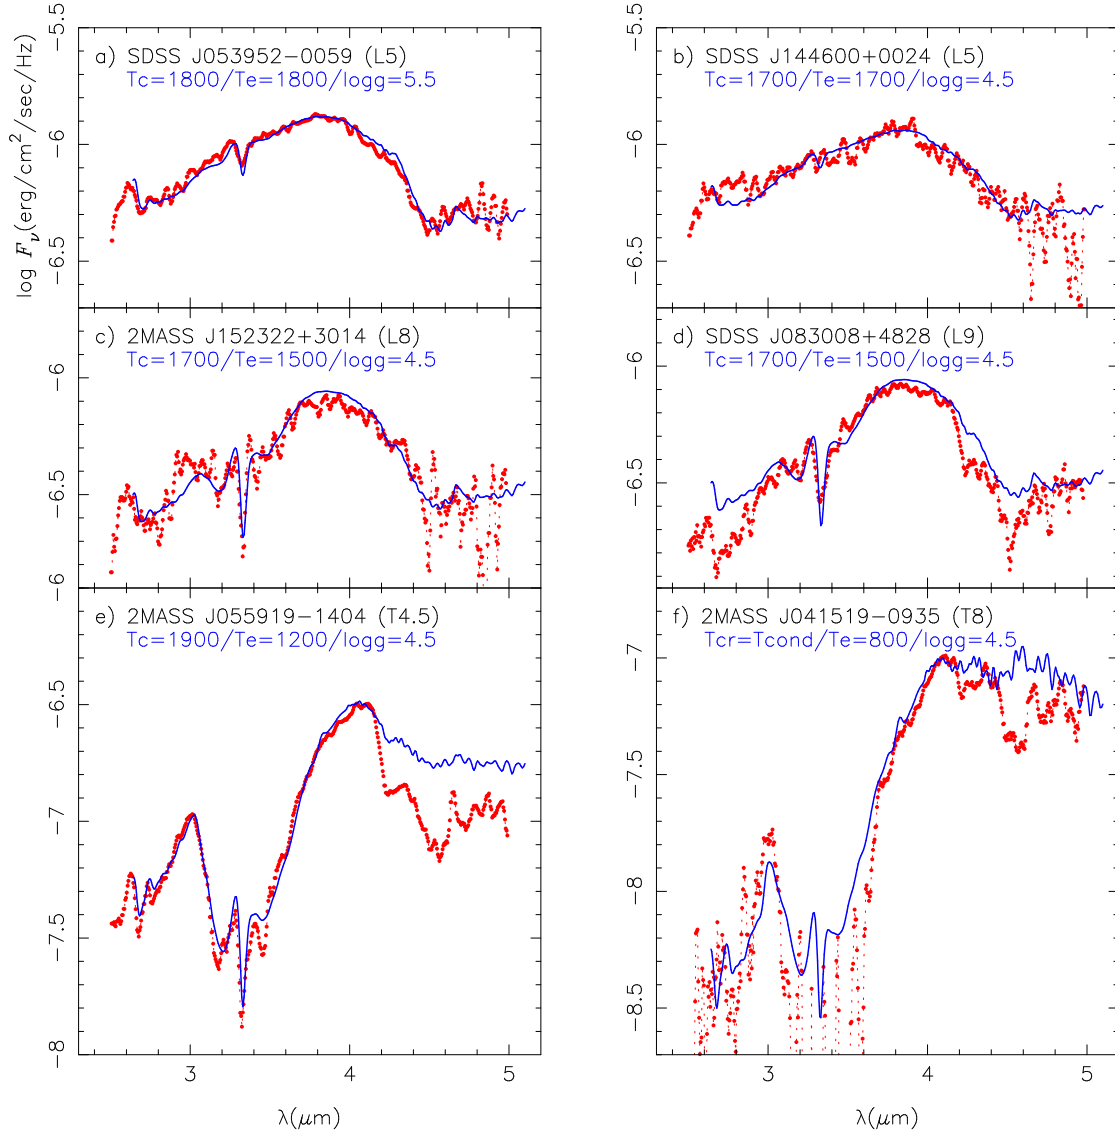 a) SDSS J053952−0059 (L5)
Tc=1800/Te=1800/logg=5.5
b) SDSS J144600+0024 (L5)
Tc=1700/Te=1700/logg=4.5
c) 2MASS J152322+3014 (L8)
Tc=1700/Te=1500/logg=4.5
d) SDSS J083008+4828 (L9)
Tc=1700/Te=1500/logg=4.5
e) 2MASS J055919−1404 (T4.5)
Tc=1900/Te=1200/logg=4.5
f) 2MASS J041519−0935 (T8)
Tcr=Tcond/Te=800/logg=4.5
log Fν(erg/cm²/sec/Hz)
−5.5
−6
−6.5
−6
−6.5
−6
−6.5
−7
−7.5
−8
−5.5
−6
−6.5
−6
−6.5
−7
−7.5
−8
−8.5
3 4 5
3 4 5
λ(μm)
λ(μm)